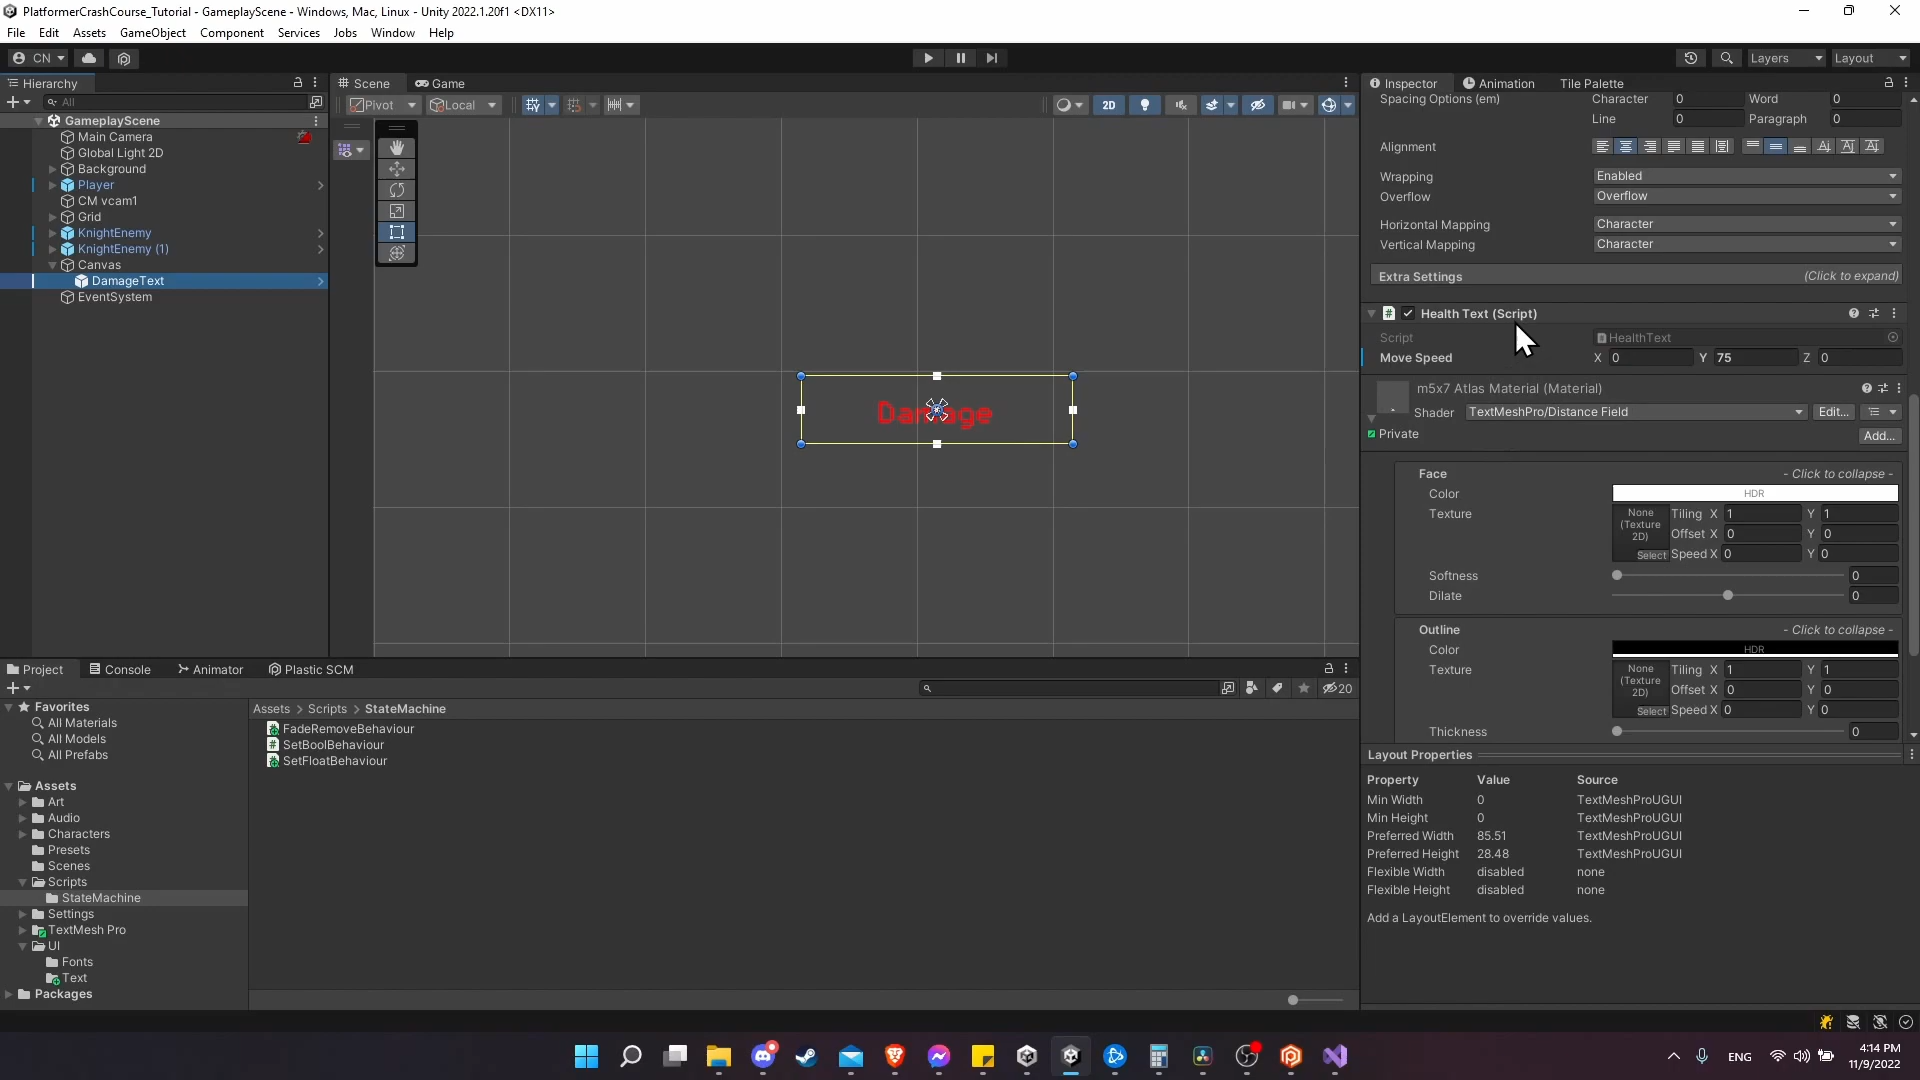 PlatformerCrashCourse_Tutorial - GameplayScene - Windows, Mac, Linux - Unity 2022.1.20f1 <DX11>
File Edit Assets GameObject Component Services Jobs Window Help
CN
Layers
Layout
Hierarchy
All
GameplayScene
Main Camera
Global Light 2D
Background
Player
CM vcam1
Grid
KnightEnemy
KnightEnemy (1)
Canvas
DamageText
EventSystem
Scene
Game
Pivot
Local
2D
Damage
Inspector
Animation
Tile Palette
Spacing Options (em)
Character 0 Word 0
Line 0 Paragraph 0
Alignment
Wrapping Enabled
Overflow Overflow
Horizontal Mapping Character
Vertical Mapping Character
Extra Settings (Click to expand)
Health Text (Script)
Script HealthText
Move Speed X 0 Y 75 Z 0
m5x7 Atlas Material (Material)
Shader TextMeshPro/Distance Field Edit...
Private Add...
Face - Click to collapse -
Color HDR
Texture None (Texture 2D) Select
Tiling X 1 Y 1
Offset X 0 Y 0
Speed X 0 Y 0
Softness 0
Dilate 0
Outline - Click to collapse -
Color HDR
Texture None (Texture 2D) Select
Tiling X 1 Y 1
Offset X 0 Y 0
Speed X 0 Y 0
Thickness 0
Layout Properties
Property Value Source
Min Width 0 TextMeshProUGUI
Min Height 0 TextMeshProUGUI
Preferred Width 85.51 TextMeshProUGUI
Preferred Height 28.48 TextMeshProUGUI
Flexible Width disabled none
Flexible Height disabled none
Add a LayoutElement to override values.
Project
Console
Animator
Plastic SCM
20
Favorites
All Materials
All Models
All Prefabs
Assets
Art
Audio
Characters
Presets
Scenes
Scripts
StateMachine
Settings
TextMesh Pro
UI
Fonts
Text
Packages
Assets > Scripts > StateMachine
FadeRemoveBehaviour
SetBoolBehaviour
SetFloatBehaviour
ENG
4:14 PM
11/9/2022